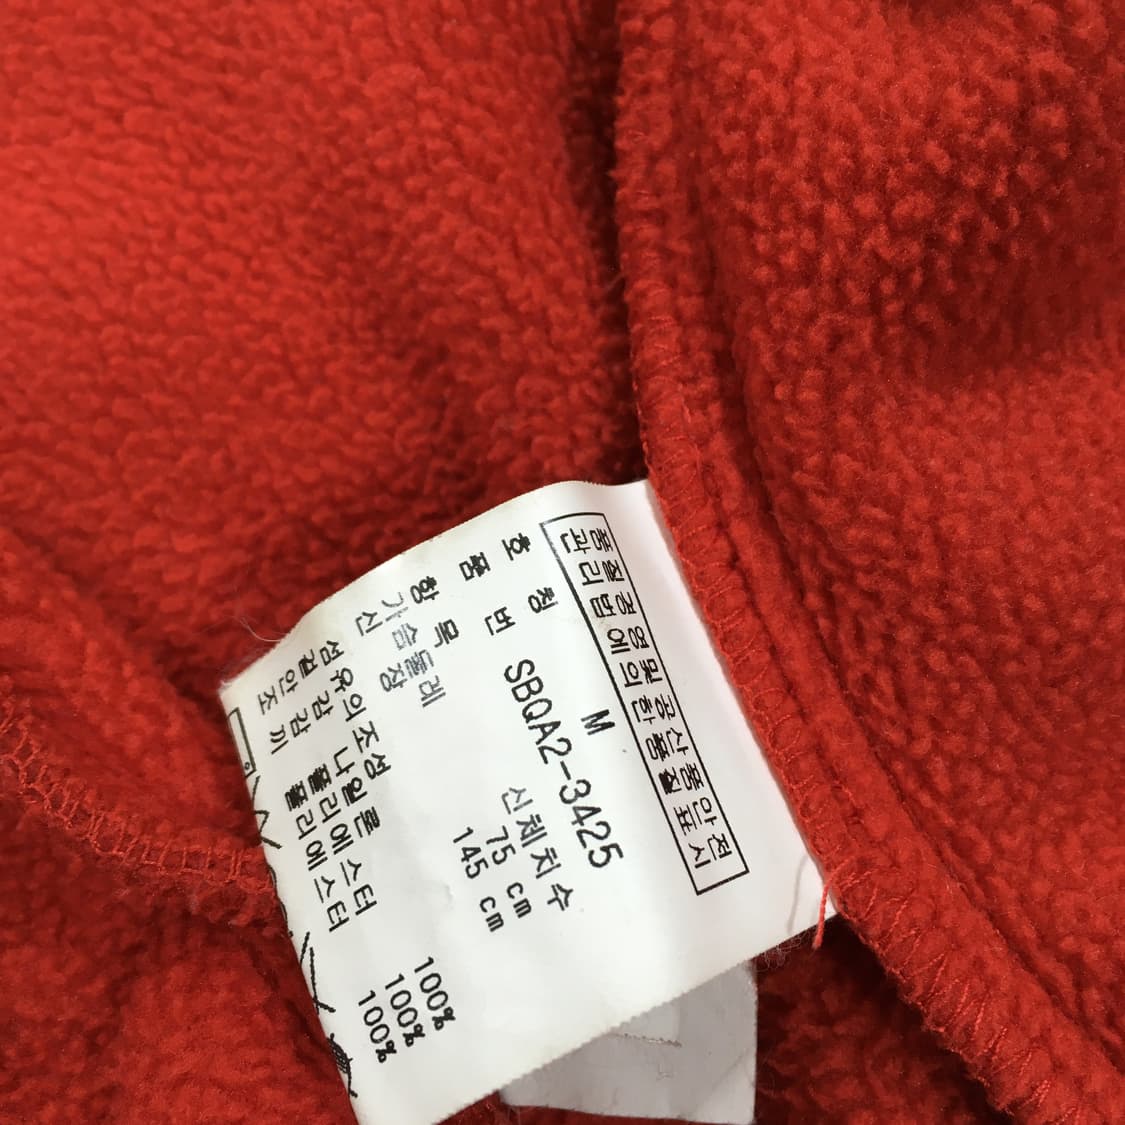 품질경영 및 공산품안전
관리법에의한 품질표시
호 칭 M
품 번 SBQA2-3425
항 목 신체치수
가슴둘레 75 cm
신 장 145 cm
섬유의조성
겉감 나일론 100%
안감 폴리에스터 100%
조끼 폴리에스터 100%